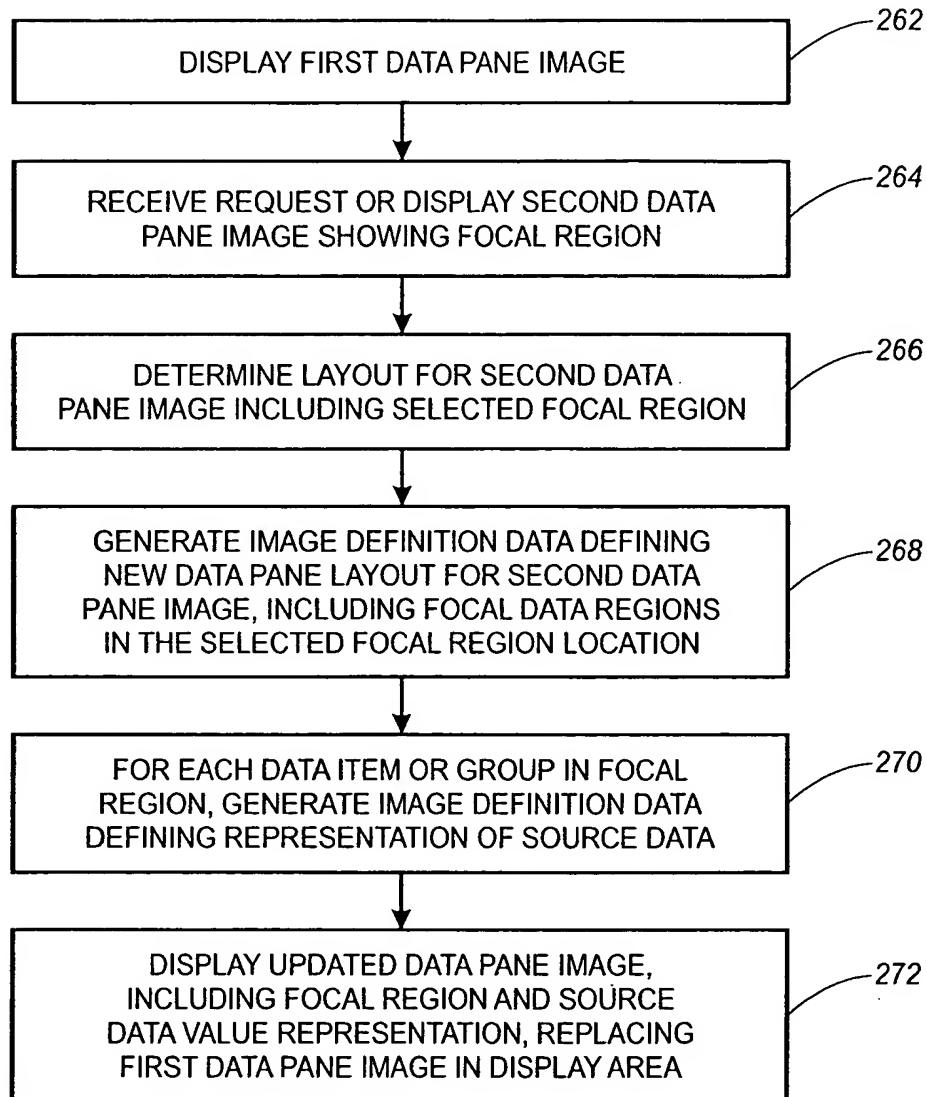 262
DISPLAY FIRST DATA PANE IMAGE
264
RECEIVE REQUEST OR DISPLAY SECOND DATA
PANE IMAGE SHOWING FOCAL REGION
266
DETERMINE LAYOUT FOR SECOND DATA
PANE IMAGE INCLUDING SELECTED FOCAL REGION
268
GENERATE IMAGE DEFINITION DATA DEFINING
NEW DATA PANE LAYOUT FOR SECOND DATA
PANE IMAGE, INCLUDING FOCAL DATA REGIONS
IN THE SELECTED FOCAL REGION LOCATION
270
FOR EACH DATA ITEM OR GROUP IN FOCAL
REGION, GENERATE IMAGE DEFINITION DATA
DEFINING REPRESENTATION OF SOURCE DATA
272
DISPLAY UPDATED DATA PANE IMAGE,
INCLUDING FOCAL REGION AND SOURCE
DATA VALUE REPRESENTATION, REPLACING
FIRST DATA PANE IMAGE IN DISPLAY AREA